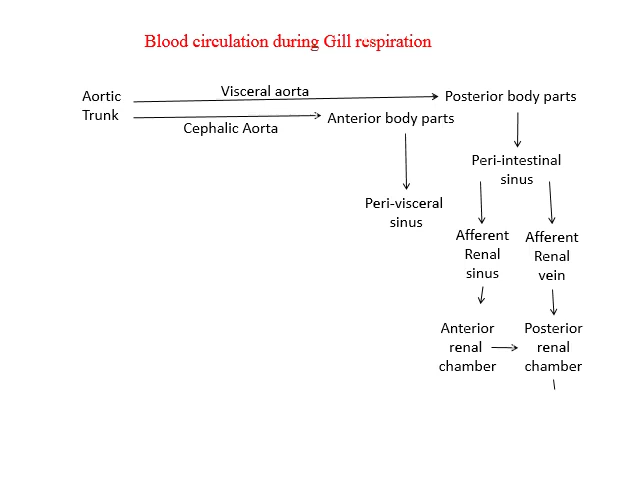 Blood circulation during Gill respiration
Aortic
Trunk
Visceral aorta
Posterior body parts
Cephalic Aorta
Anterior body parts
Peri-intestinal
sinus
Peri-visceral
sinus
Afferent
Renal
sinus
Afferent
Renal
vein
Anterior
renal
chamber
Posterior
renal
chamber